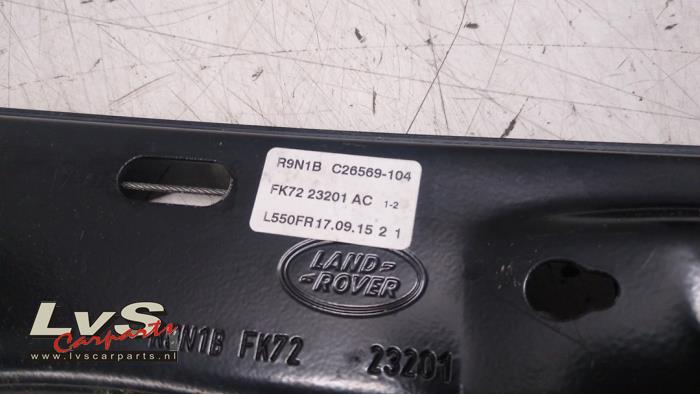 R9N1B C26569-104
FK72 23201 AC 1-2
L550FR17.09.15 2 1
LAND
ROVER
LvS
Carparts
R9N1B FK72 23201
www.lvscarparts.nl